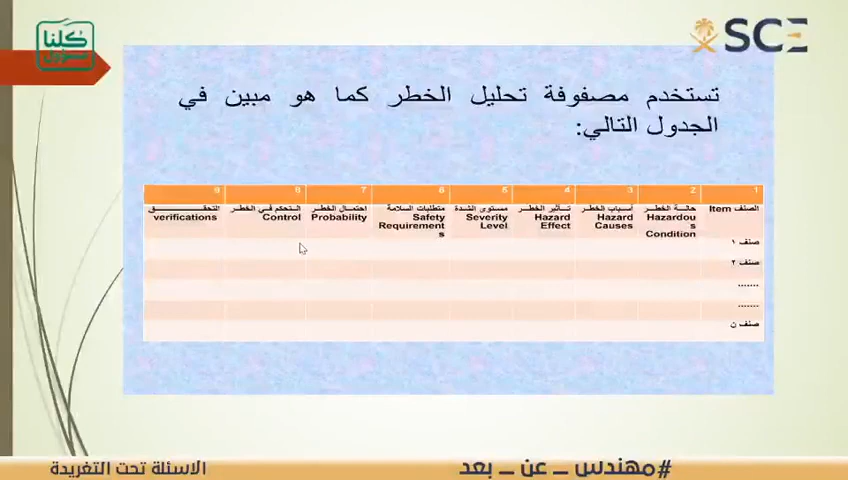 كلنا
مسؤول
SCE
تستخدم مصفوفة تحليل الخطر كما هو مبين في
الجدول التالي:
1 2 3 4 5 6 7 8 9
الصنف Item
حالة الخطر
Hazardou
s
Condition
أسباب الخطر
Hazard
Causes
تأثير الخطر
Hazard
Effect
مستوى الشدة
Severity
Level
متطلبات السلامة
Safety
Requirement
s
احتمال الخطر
Probability
التحكم في الخطر
Control
التحقق
verifications
صنف ١
صنف ٢
.......
.......
صنف ن
#مهندس _ عن _ بعد
الاسئلة تحت التغريدة